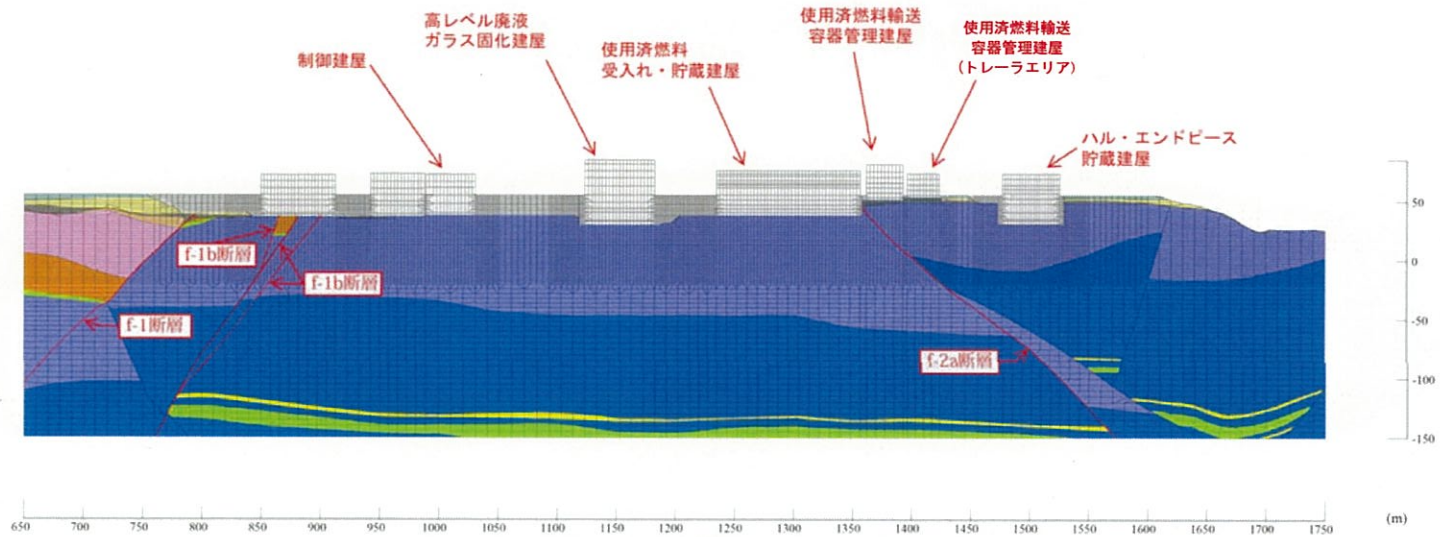 高レベル廃液
ガラス固化建屋
制御建屋
使用済燃料
受入れ・貯蔵建屋
使用済燃料輸送
容器管理建屋
使用済燃料輸送
容器管理建屋
(トレーラエリア)
ハル・エンドピース
貯蔵建屋
f-1b断層
f-1b断層
f-1断層
f-2a断層
50
0
-50
-100
-150
650 700 750 800 850 900 950 1000 1050 1100 1150 1200 1250 1300 1350 1400 1450 1500 1550 1600 1650 1700 1750 (m)